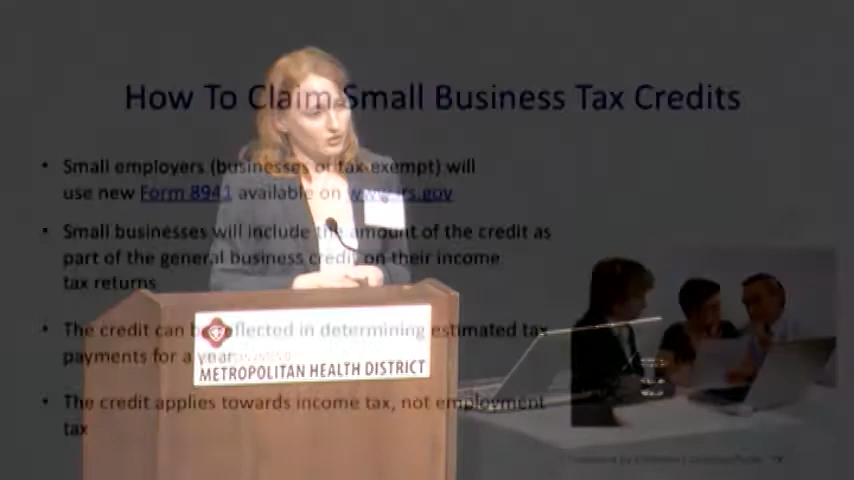 How To Claim Small Business Tax Credits
• Small employers (businesses or tax-exempt) will
use new Form 8941 available on www.irs.gov
• Small businesses will include the amount of the credit as
part of the general business credit on their income
tax returns
• The credit can be reflected in determining estimated tax
payments for a year
METROPOLITAN HEALTH DISTRICT
• The credit applies towards income tax, not employment
tax